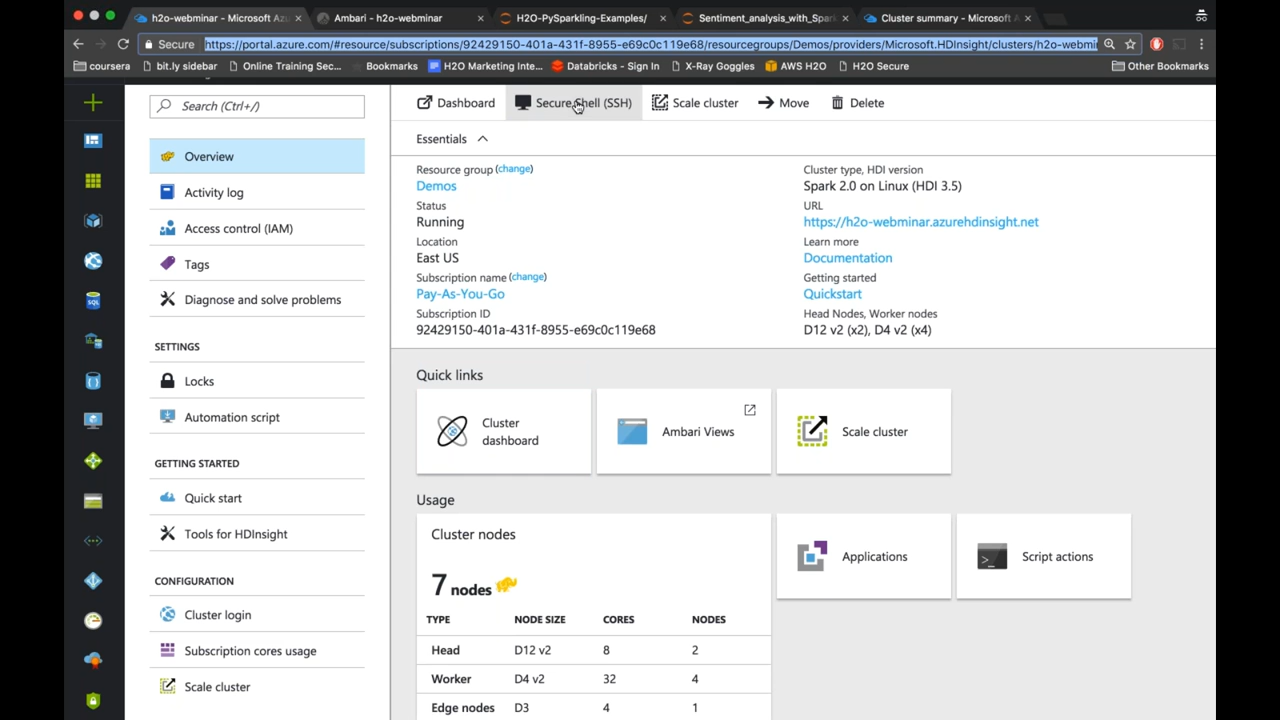 h2o-webminar - Microsoft Az
Ambari - h2o-webminar
H2O-PySparkling-Examples/
Sentiment_analysis_with_Spar
Cluster summary - Microsoft A
Secure
https://portal.azure.com/#resource/subscriptions/92429150-401a-431f-8955-e69c0c119e68/resourcegroups/Demos/providers/Microsoft.HDInsight/clusters/h2o-webmi
coursera
bit.ly sidebar
Online Training Sec...
Bookmarks
H2O Marketing Inte...
Databricks - Sign In
X-Ray Goggles
AWS H2O
H2O Secure
Other Bookmarks
Search (Ctrl+/)
Overview
Activity log
Access control (IAM)
Tags
Diagnose and solve problems
SETTINGS
Locks
Automation script
GETTING STARTED
Quick start
Tools for HDInsight
CONFIGURATION
Cluster login
Subscription cores usage
Scale cluster
Dashboard
Secure Shell (SSH)
Scale cluster
Move
Delete
Essentials
Resource group (change)
Demos
Status
Running
Location
East US
Subscription name (change)
Pay-As-You-Go
Subscription ID
92429150-401a-431f-8955-e69c0c119e68
Cluster type, HDI version
Spark 2.0 on Linux (HDI 3.5)
URL
https://h2o-webminar.azurehdinsight.net
Learn more
Documentation
Getting started
Quickstart
Head Nodes, Worker nodes
D12 v2 (x2), D4 v2 (x4)
Quick links
Cluster
dashboard
Ambari Views
Scale cluster
Usage
Cluster nodes
7 nodes
TYPE NODE SIZE CORES NODES
Head D12 v2 8 2
Worker D4 v2 32 4
Edge nodes D3 4 1
Applications
Script actions